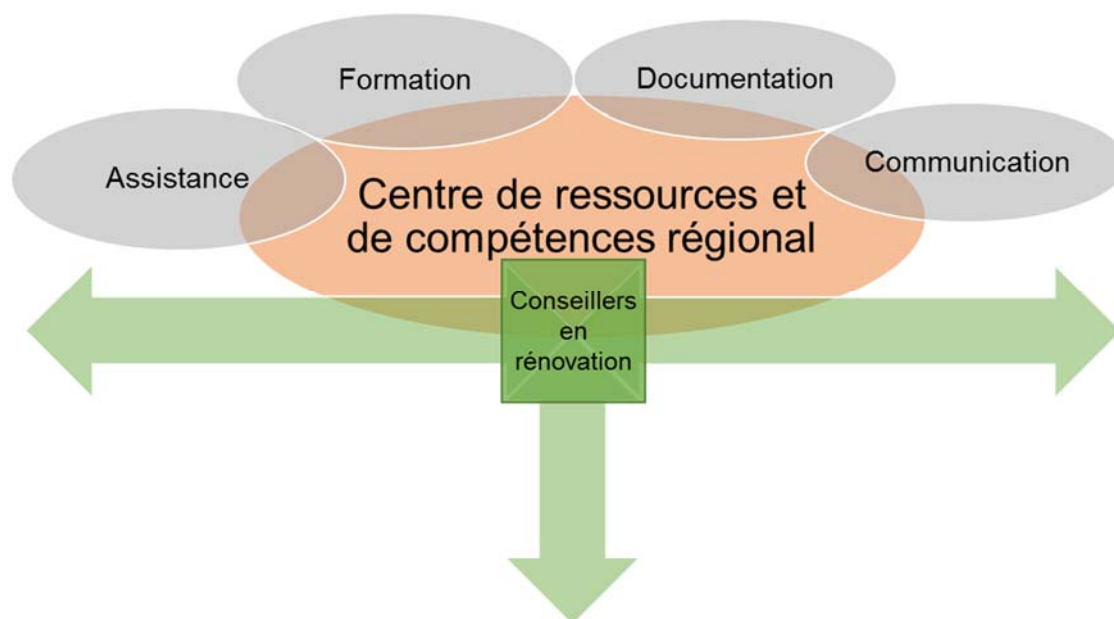 Formation
Documentation
Assistance
Communication
Centre de ressources et
de compétences régional
Conseillers
en
rénovation